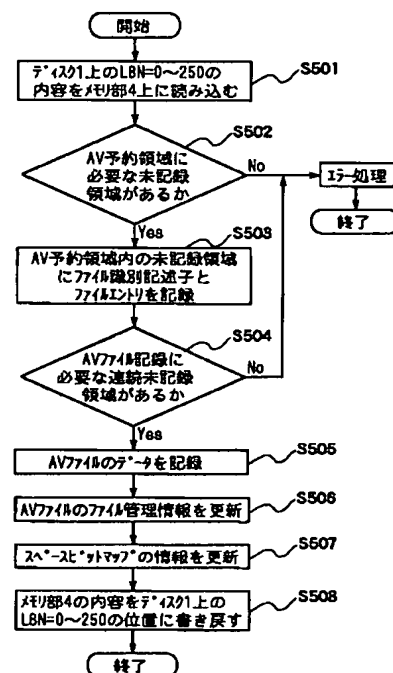 開始
ディスク1上のLBN=0～250の
内容をメモリ部4上に読み込む
S501
S502
AV予約領域に
必要な未記録
領域があるか
No
エラー処理
終了
Yes
S503
AV予約領域内の未記録領域
にファイル識別記述子と
ファイルエントリを記録
S504
AVファイル記録に
必要な連続未記録
領域があるか
No
Yes
AVファイルのデータを記録
S505
AVファイルのファイル管理情報を更新
S506
スペースビットマップの情報を更新
S507
メモリ部4の内容をディスク1上の
LBN=0～250の位置に書き戻す
S508
終了